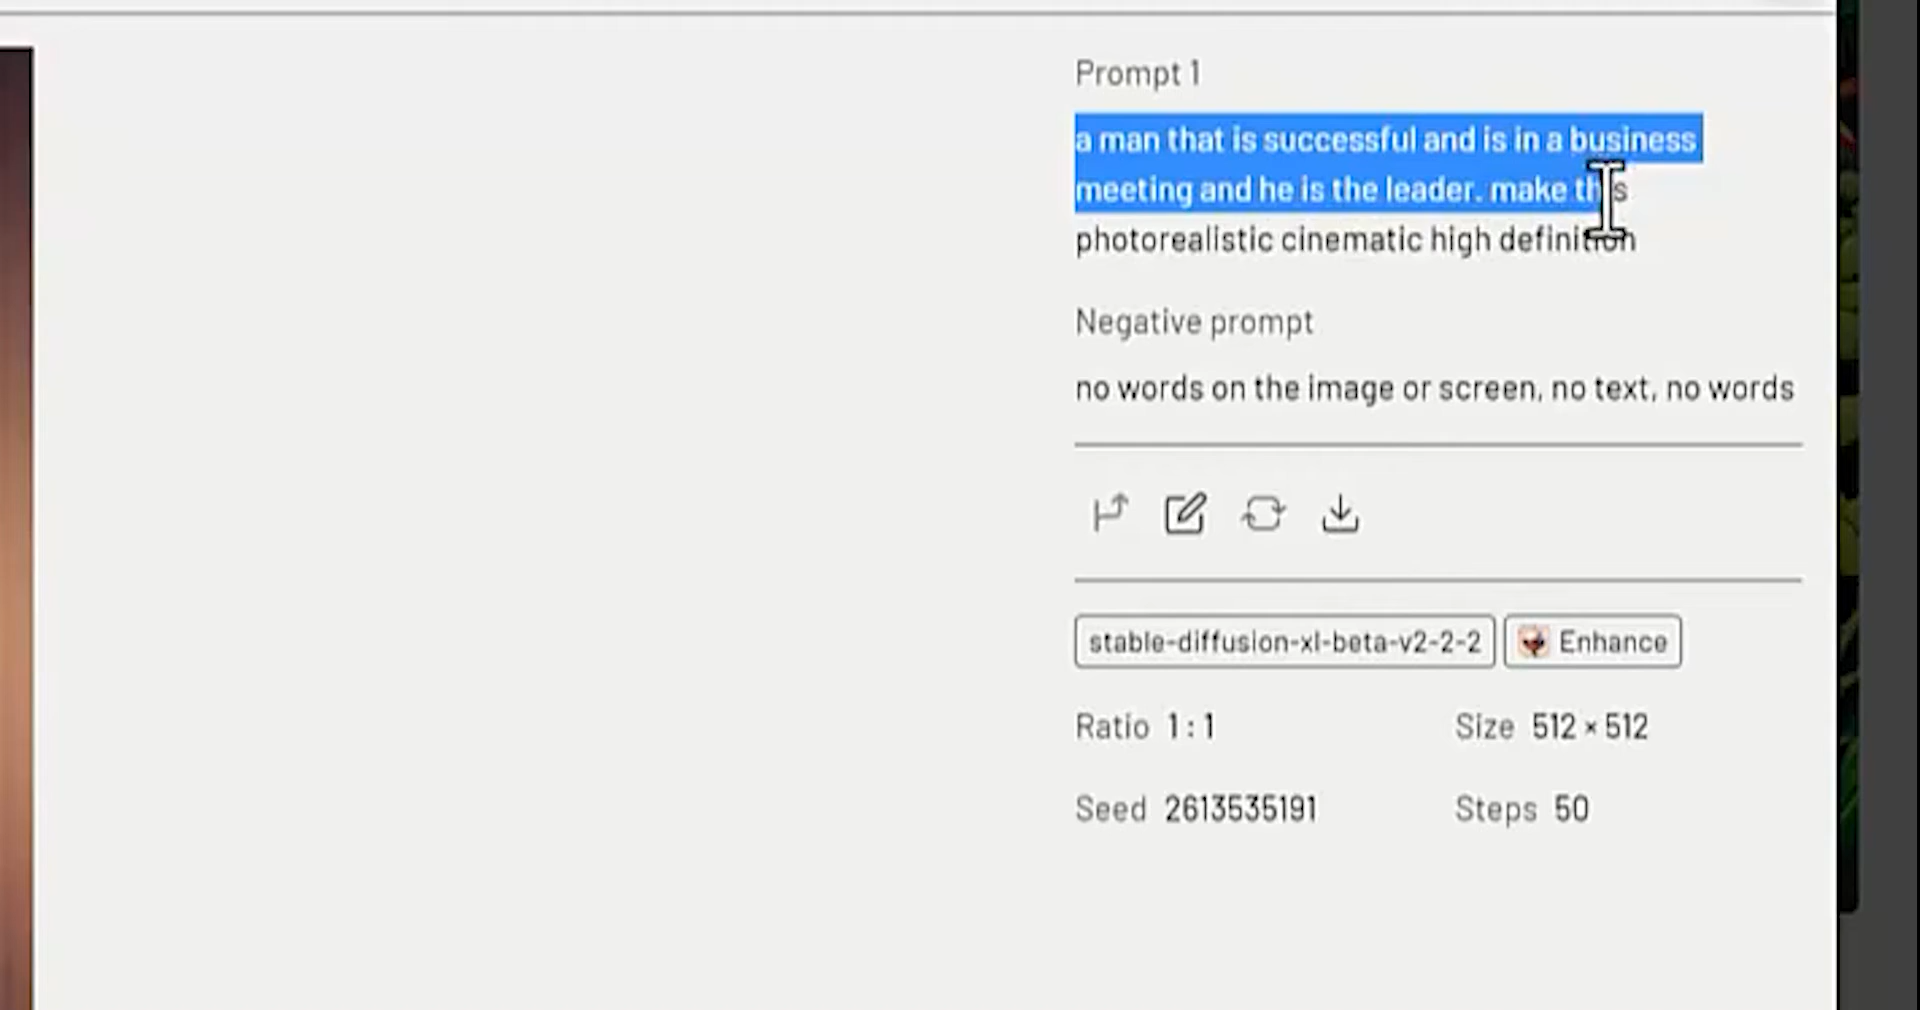 Prompt 1
a man that is successful and is in a business
meeting and he is the leader. make this
photorealistic cinematic high definition
Negative prompt
no words on the image or screen, no text, no words
stable-diffusion-xl-beta-v2-2-2 Enhance
Ratio 1 : 1 Size 512 × 512
Seed 2613535191 Steps 50